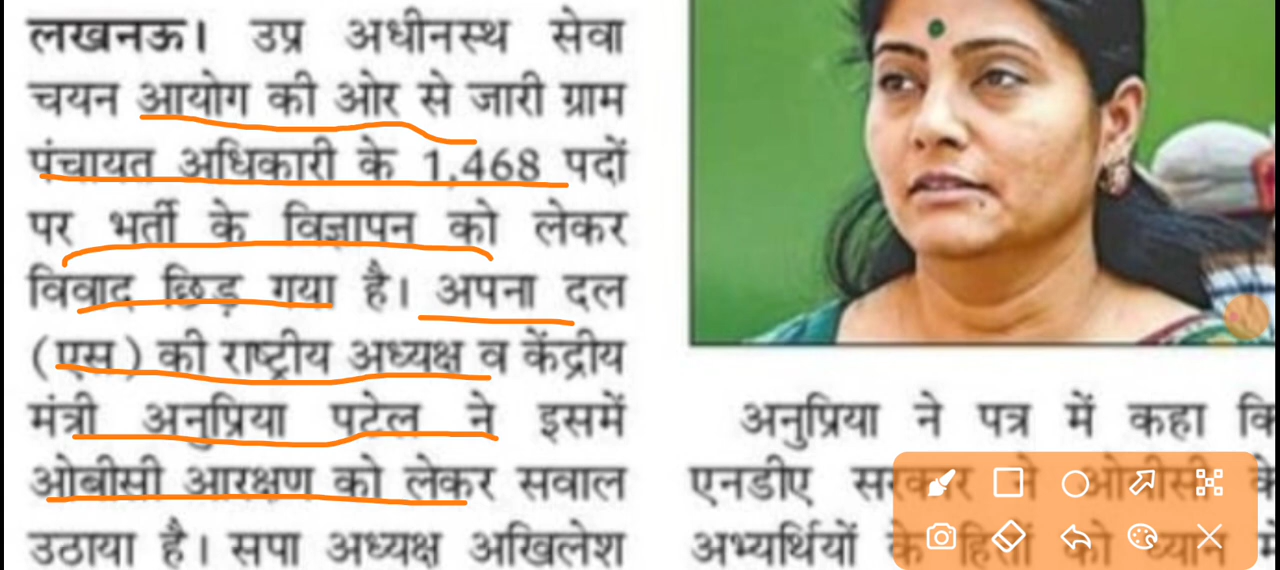 लखनऊ। उप्र अधीनस्थ सेवा
चयन आयोग की ओर से जारी ग्राम
पंचायत अधिकारी के 1,468 पदों
पर भर्ती के विज्ञापन को लेकर
विवाद छिड़ गया है। अपना दल
(एस) की राष्ट्रीय अध्यक्ष व केंद्रीय
मंत्री अनुप्रिया पटेल ने इसमें
ओबीसी आरक्षण को लेकर सवाल
उठाया है। सपा अध्यक्ष अखिलेश
अनुप्रिया ने पत्र में कहा कि
एनडीए सरकार ने ओबीसी के
अभ्यर्थियों के हितों को ध्यान में